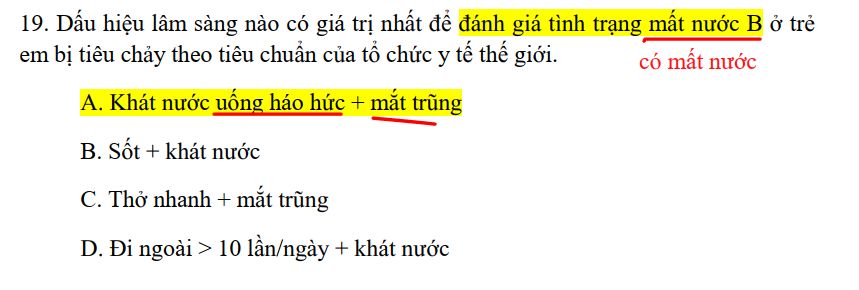 19. Dấu hiệu lâm sàng nào có giá trị nhất để đánh giá tình trạng mất nước B ở trẻ
em bị tiêu chảy theo tiêu chuẩn của tổ chức y tế thế giới.
có mất nước
A. Khát nước uống háo hức + mắt trũng
B. Sốt + khát nước
C. Thở nhanh + mắt trũng
D. Đi ngoài > 10 lần/ngày + khát nước